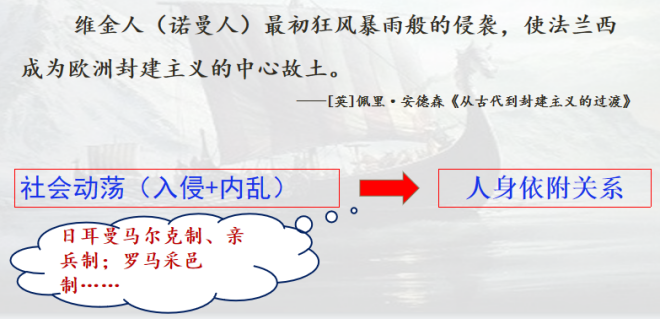 维金人（诺曼人）最初狂风暴雨般的侵袭，使法兰西
成为欧洲封建主义的中心故土。
——[英]佩里·安德森《从古代到封建主义的过渡》
社会动荡（入侵+内乱）
人身依附关系
日耳曼马尔克制、亲
兵制；罗马采邑
制……